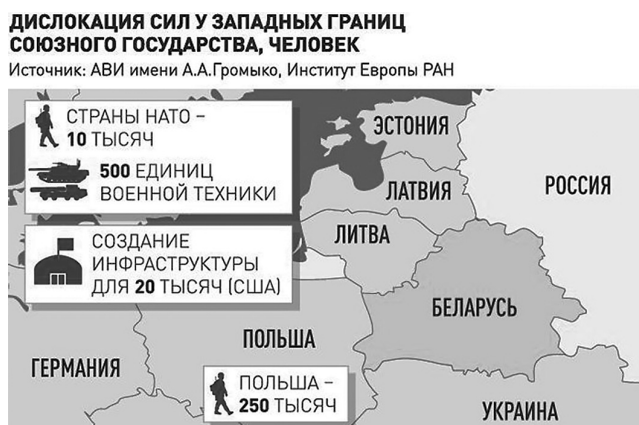 ДИСЛОКАЦИЯ СИЛ У ЗАПАДНЫХ ГРАНИЦ
СОЮЗНОГО ГОСУДАРСТВА, ЧЕЛОВЕК
Источник: АВИ имени А.А.Громыко, Институт Европы РАН
СТРАНЫ НАТО –
10 ТЫСЯЧ
500 ЕДИНИЦ
ВОЕННОЙ ТЕХНИКИ
СОЗДАНИЕ
ИНФРАСТРУКТУРЫ
ДЛЯ 20 ТЫСЯЧ (США)
ЭСТОНИЯ
ЛАТВИЯ
РОССИЯ
ЛИТВА
БЕЛАРУСЬ
ПОЛЬША
ГЕРМАНИЯ
ПОЛЬША –
250 ТЫСЯЧ
УКРАИНА